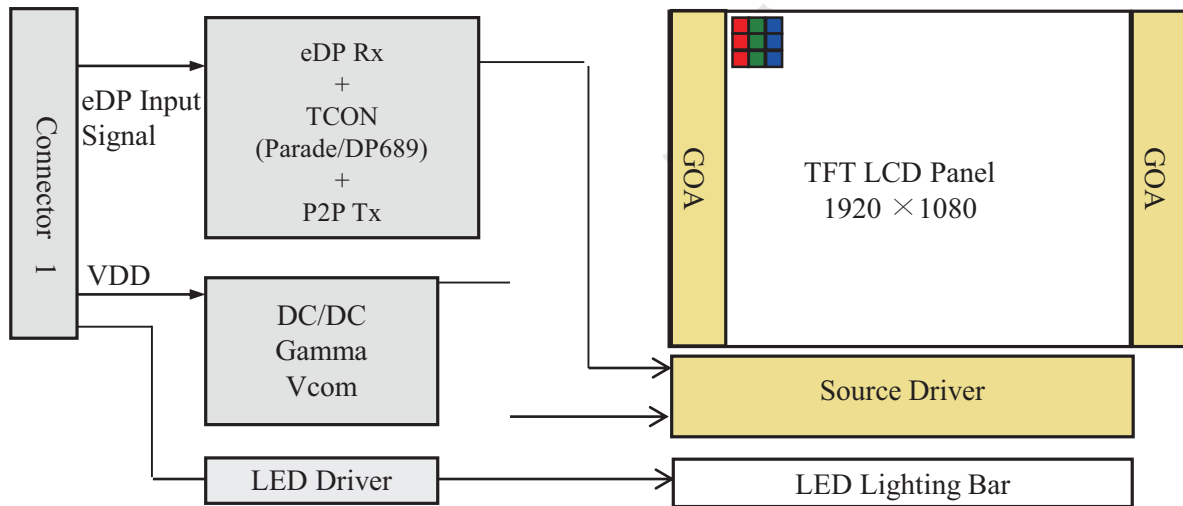 Connector 1
eDP Input
Signal
VDD
eDP Rx
+
TCON
(Parade/DP689)
+
P2P Tx
DC/DC
Gamma
Vcom
LED Driver
GOA
TFT LCD Panel
1920 ×1080
GOA
Source Driver
LED Lighting Bar